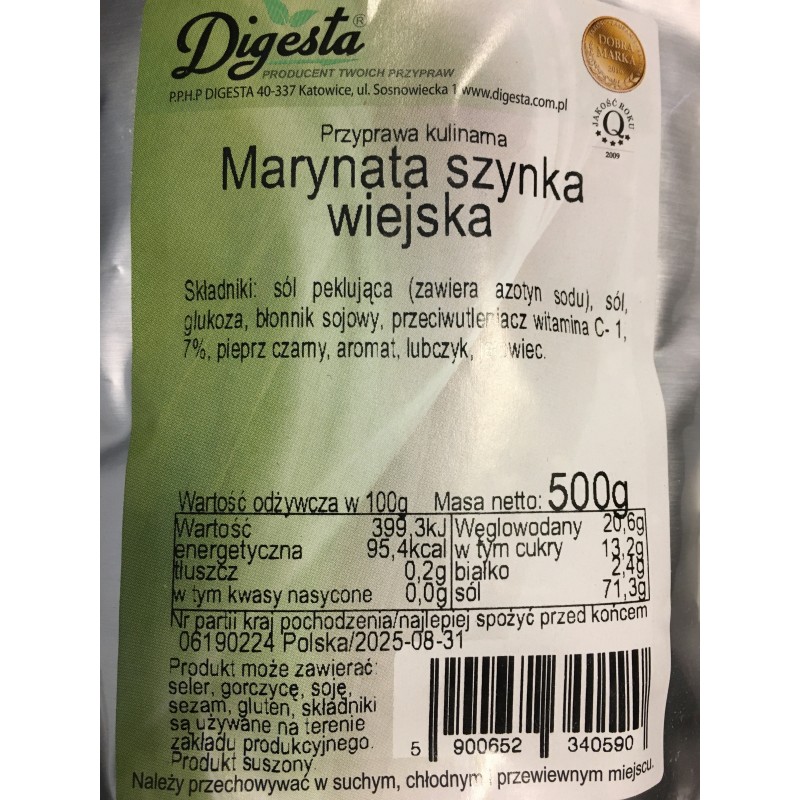 Digesta®
PRODUCENT TWOICH PRZYPRAW
P.P.H.P DIGESTA 40-337 Katowice, ul. Sosnowiecka 1 www.digesta.com.pl
DOBRA
MARKA
JAKOŚĆ ROKU
Q
2009
Przyprawa kulinarna
Marynata szynka
wiejska
Składniki: sól peklująca (zawiera azotyn sodu), sól,
glukoza, błonnik sojowy, przeciwutleniacz witamina C- 1,
7%, pieprz czarny, aromat, lubczyk,
Wartość odżywcza w 100g Masa netto: 500g
Wartość 399,3kJ Węglowodany 20,6g
energetyczna 95,4kcal w tym cukry 13,2g
tłuszcz 0,2g białko 2,4g
w tym kwasy nasycone 0,0g sól 71,3g
Nr partii kraj pochodzenia/najlepiej spożyć przed końcem
06190224 Polska/2025-08-31
Produkt może zawierać:
seler, gorczycę, soję,
sezam, gluten, składniki
są używane na terenie
zakładu produkcyjnego.
Produkt suszony.
5 900652 340590
Należy przechowywać w suchym, chłodnym i przewiewnym miejscu.